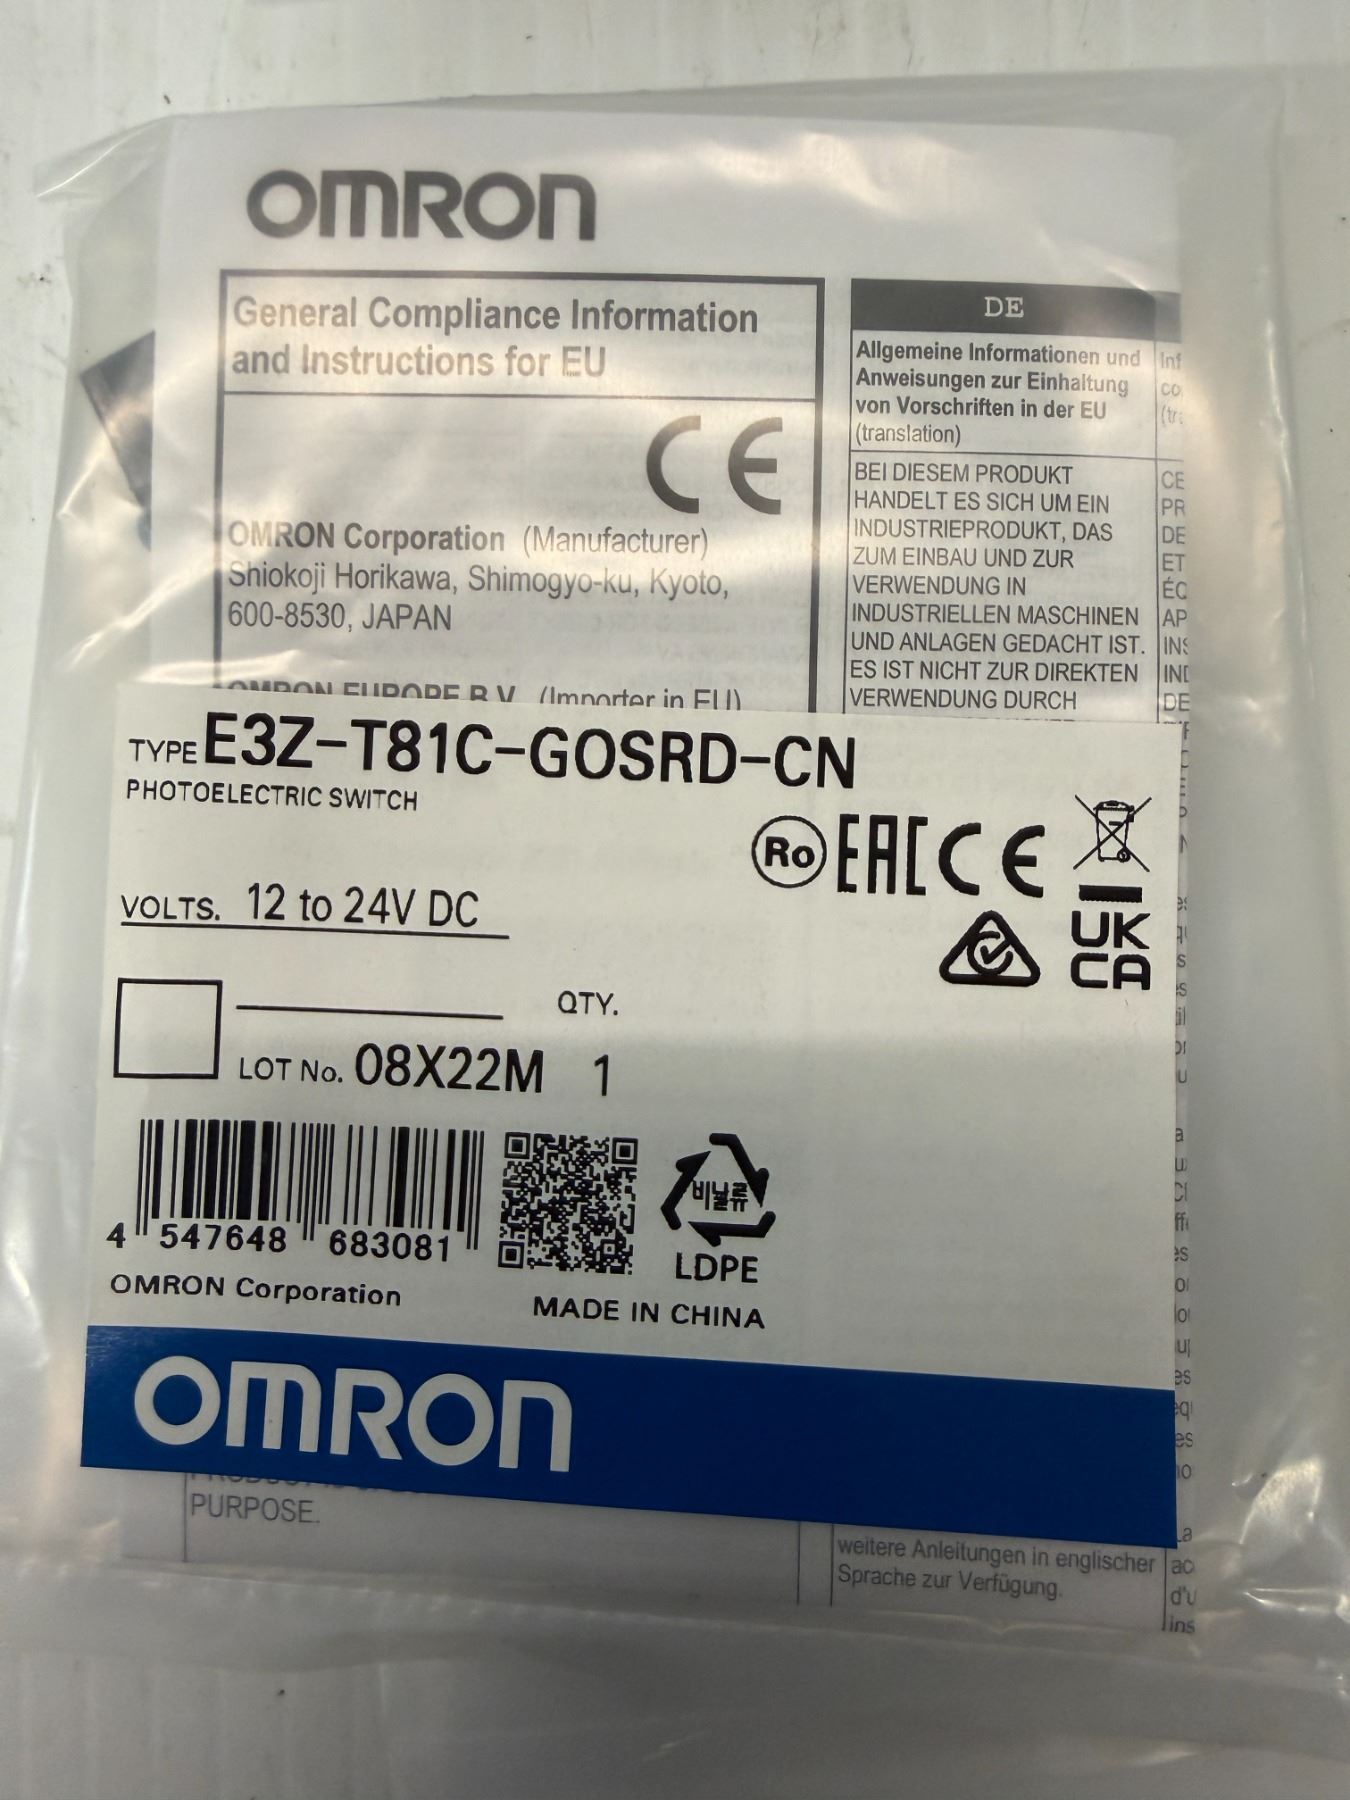 OMRON
General Compliance Information
and Instructions for EU
CE
OMRON Corporation (Manufacturer)
Shiokoji Horikawa, Shimogyo-ku, Kyoto,
600-8530, JAPAN
OMRON EUROPE B.V. (Importer in EU)
DE
Allgemeine Informationen und
Anweisungen zur Einhaltung
von Vorschriften in der EU
(translation)
BEI DIESEM PRODUKT
HANDELT ES SICH UM EIN
INDUSTRIEPRODUKT, DAS
ZUM EINBAU UND ZUR
VERWENDUNG IN
INDUSTRIELLEN MASCHINEN
UND ANLAGEN GEDACHT IST.
ES IST NICHT ZUR DIREKTEN
VERWENDUNG DURCH
TYPE E3Z-T81C-GOSRD-CN
PHOTOELECTRIC SWITCH
Ro EAC CE
UK
CA
VOLTS. 12 to 24V DC
QTY.
LOT No. 08X22M 1
4 547648 683081
비닐류
LDPE
OMRON Corporation
MADE IN CHINA
OMRON
PURPOSE.
weitere Anleitungen in englischer
Sprache zur Verfügung.